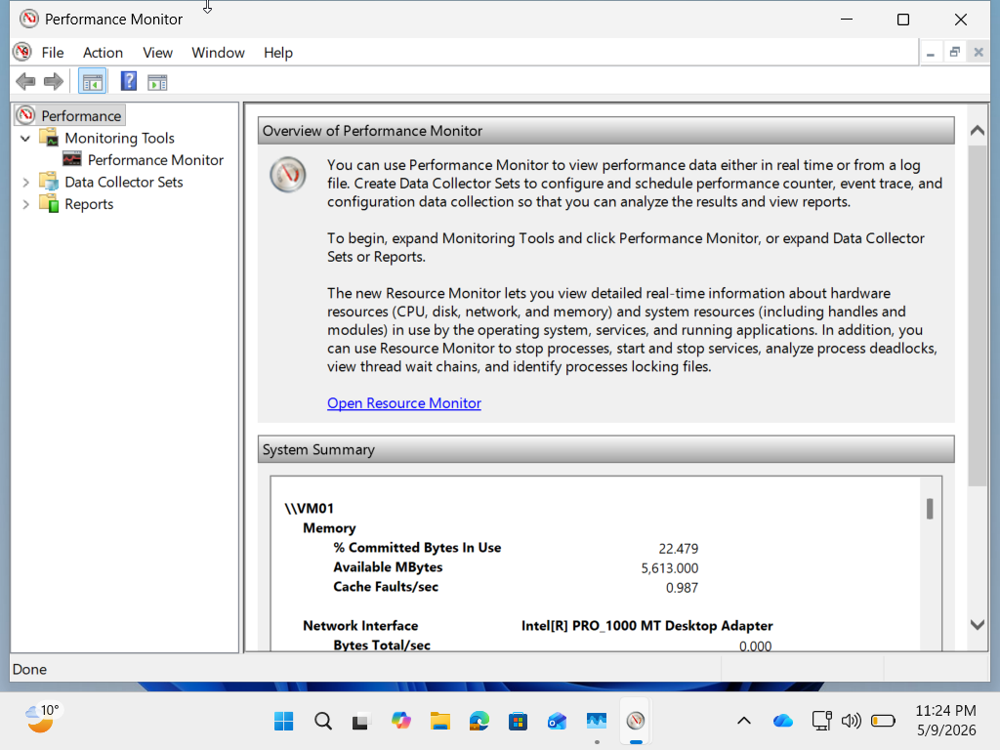 Performance Monitor
File Action View Window Help
Performance
Monitoring Tools
Performance Monitor
Data Collector Sets
Reports
Overview of Performance Monitor
You can use Performance Monitor to view performance data either in real time or from a log
file. Create Data Collector Sets to configure and schedule performance counter, event trace, and
configuration data collection so that you can analyze the results and view reports.
To begin, expand Monitoring Tools and click Performance Monitor, or expand Data Collector
Sets or Reports.
The new Resource Monitor lets you view detailed real-time information about hardware
resources (CPU, disk, network, and memory) and system resources (including handles and
modules) in use by the operating system, services, and running applications. In addition, you
can use Resource Monitor to stop processes, start and stop services, analyze process deadlocks,
view thread wait chains, and identify processes locking files.
Open Resource Monitor
System Summary
\\VM01
Memory
% Committed Bytes In Use 22.479
Available MBytes 5,613.000
Cache Faults/sec 0.987
Network Interface Intel[R] PRO_1000 MT Desktop Adapter
Bytes Total/sec 0.000
Done
10°
11:24 PM
5/9/2026